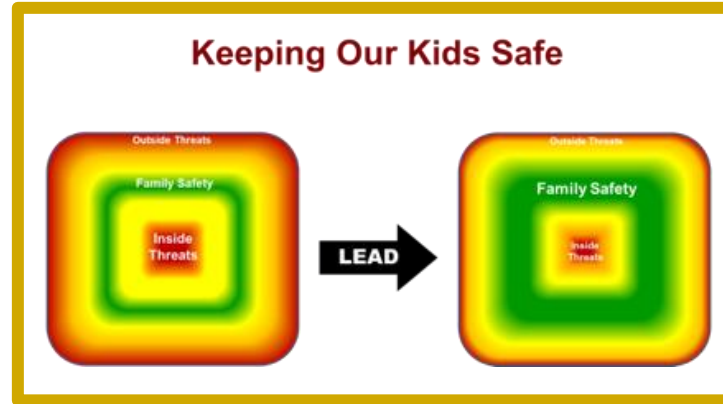 Keeping Our Kids Safe
Outside Threats
Family Safety
Inside
Threats
LEAD
Outside Threats
Family Safety
Inside
Threats